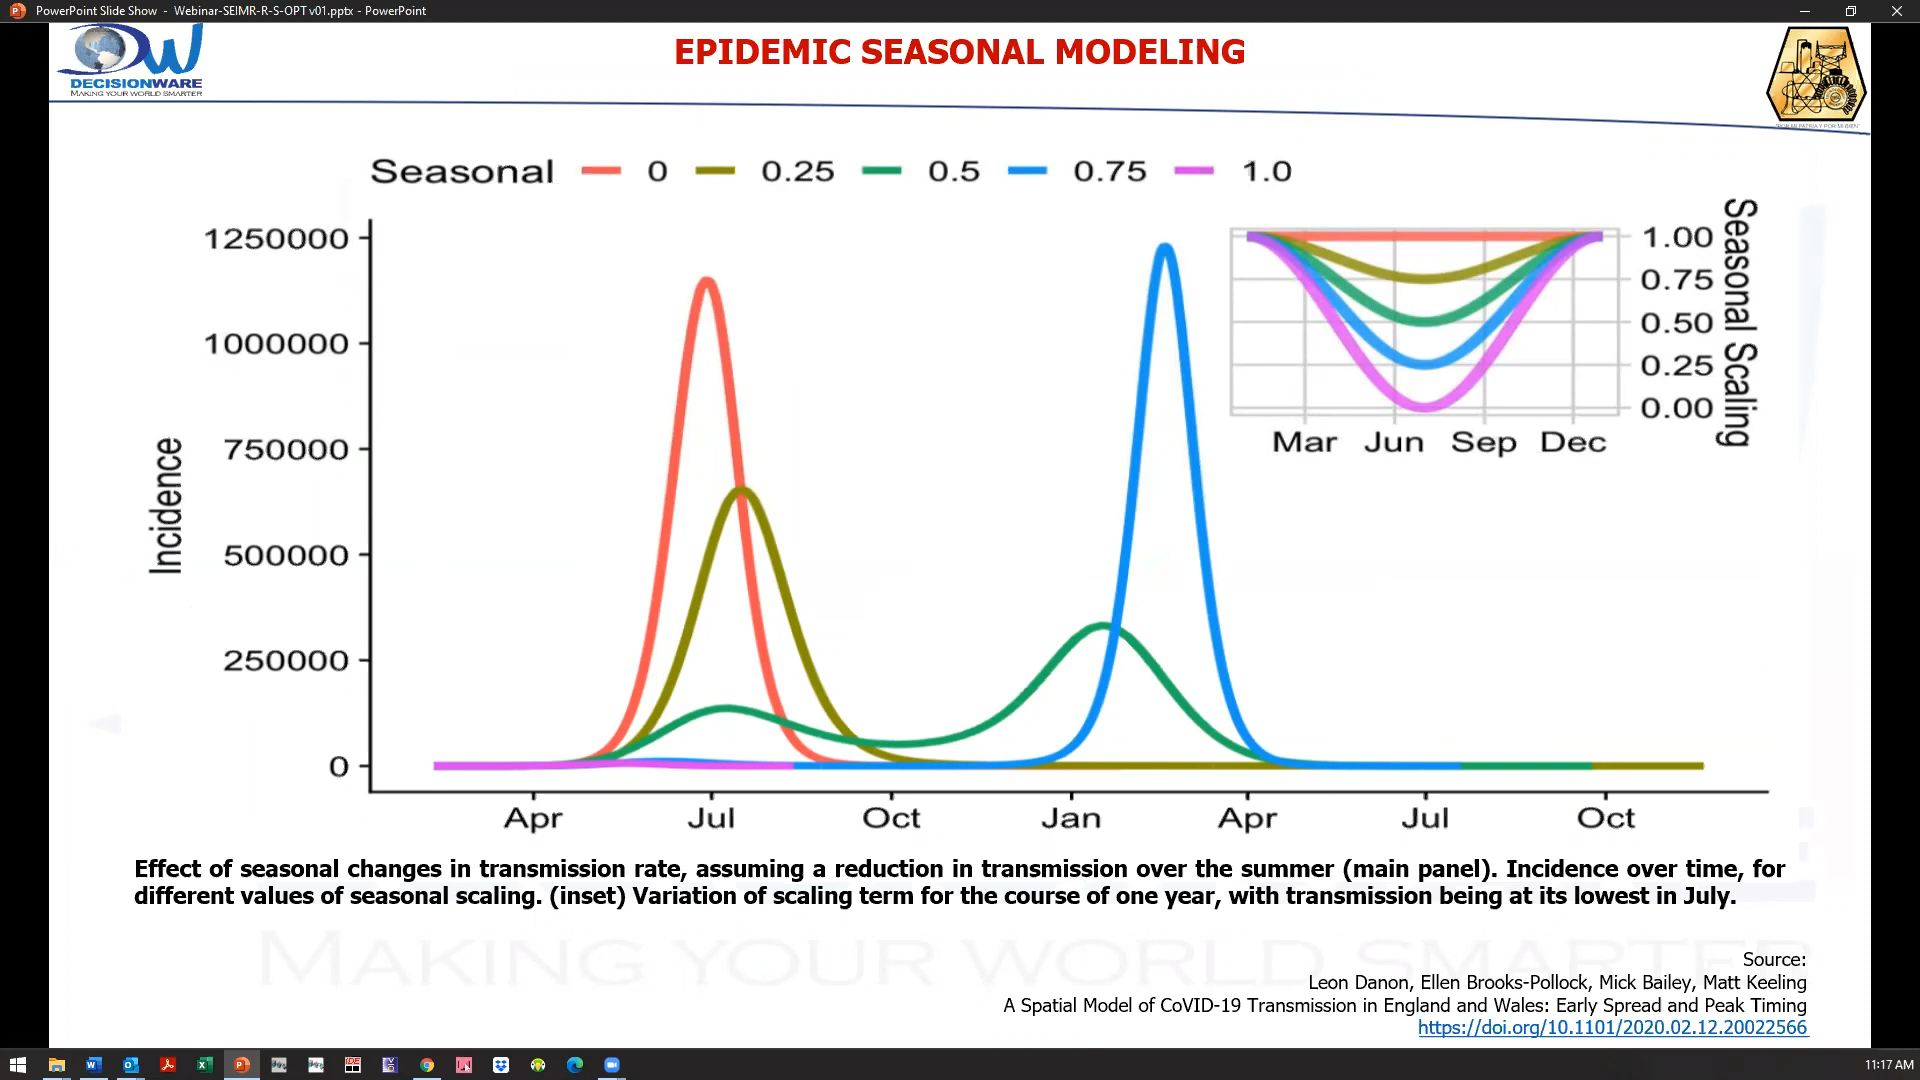 PowerPoint Slide Show - Webinar-SEIMR-R-S-OPT v01.pptx - PowerPoint
DW
DECISIONWARE
MAKING YOUR WORLD SMARTER
EPIDEMIC SEASONAL MODELING
Seasonal 0 0.25 0.5 0.75 1.0
Incidence
1250000
1000000
750000
500000
250000
0
Apr Jul Oct Jan Apr Jul Oct
1.00
0.75
0.50
0.25
0.00
Seasonal Scaling
Mar Jun Sep Dec
Effect of seasonal changes in transmission rate, assuming a reduction in transmission over the summer (main panel). Incidence over time, for
different values of seasonal scaling. (inset) Variation of scaling term for the course of one year, with transmission being at its lowest in July.
MAKING YOUR WORLD SMARTER
Source:
Leon Danon, Ellen Brooks-Pollock, Mick Bailey, Matt Keeling
A Spatial Model of CoVID-19 Transmission in England and Wales: Early Spread and Peak Timing
https://doi.org/10.1101/2020.02.12.20022566
11:17 AM